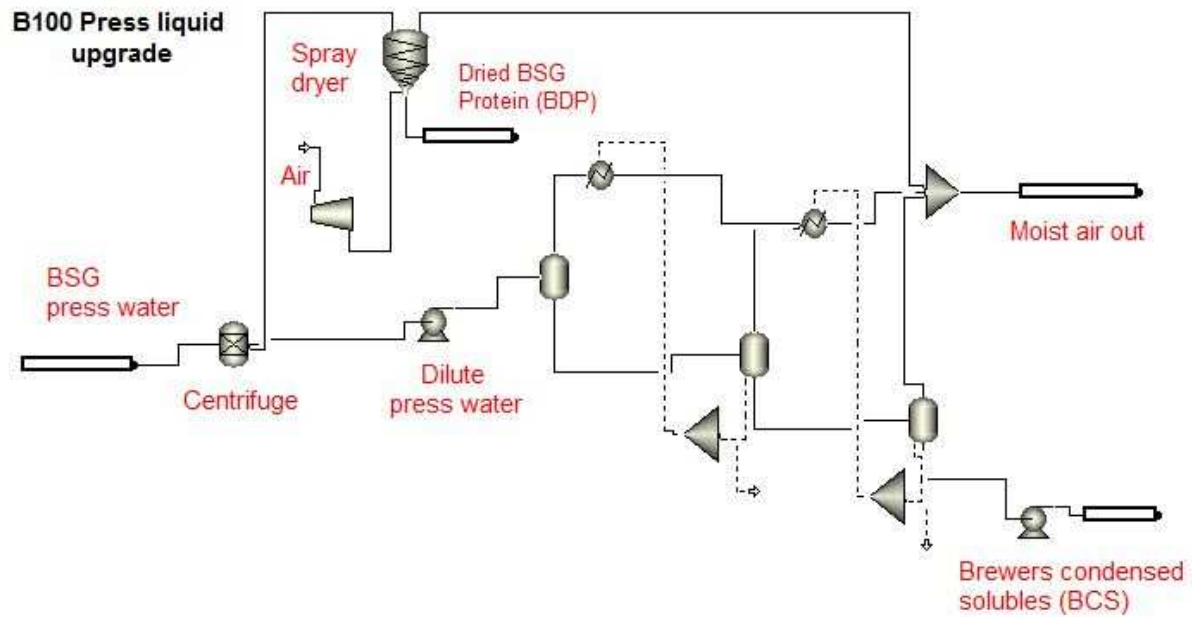 B100 Press liquid
upgrade
Spray
dryer
Dried BSG
Protein (BDP)
Air
Moist air out
BSG
press water
Centrifuge
Dilute
press water
Brewers condensed
solubles (BCS)